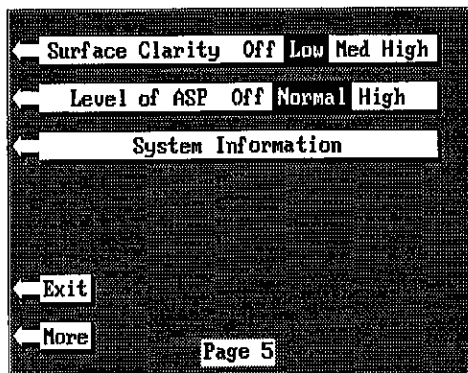 Surface Clarity Off Low Med High
Level of ASP Off Normal High
System Information
Exit
More
Page 5